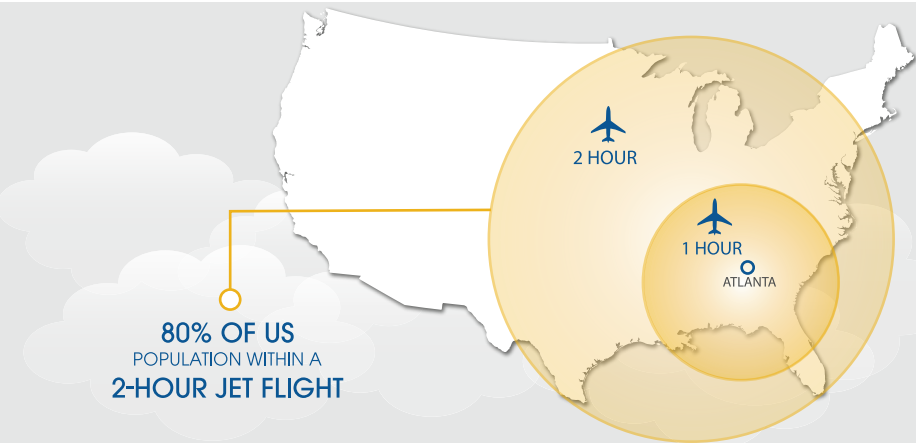 2 HOUR
1 HOUR
ATLANTA
80% OF US
POPULATION WITHIN A
2-HOUR JET FLIGHT